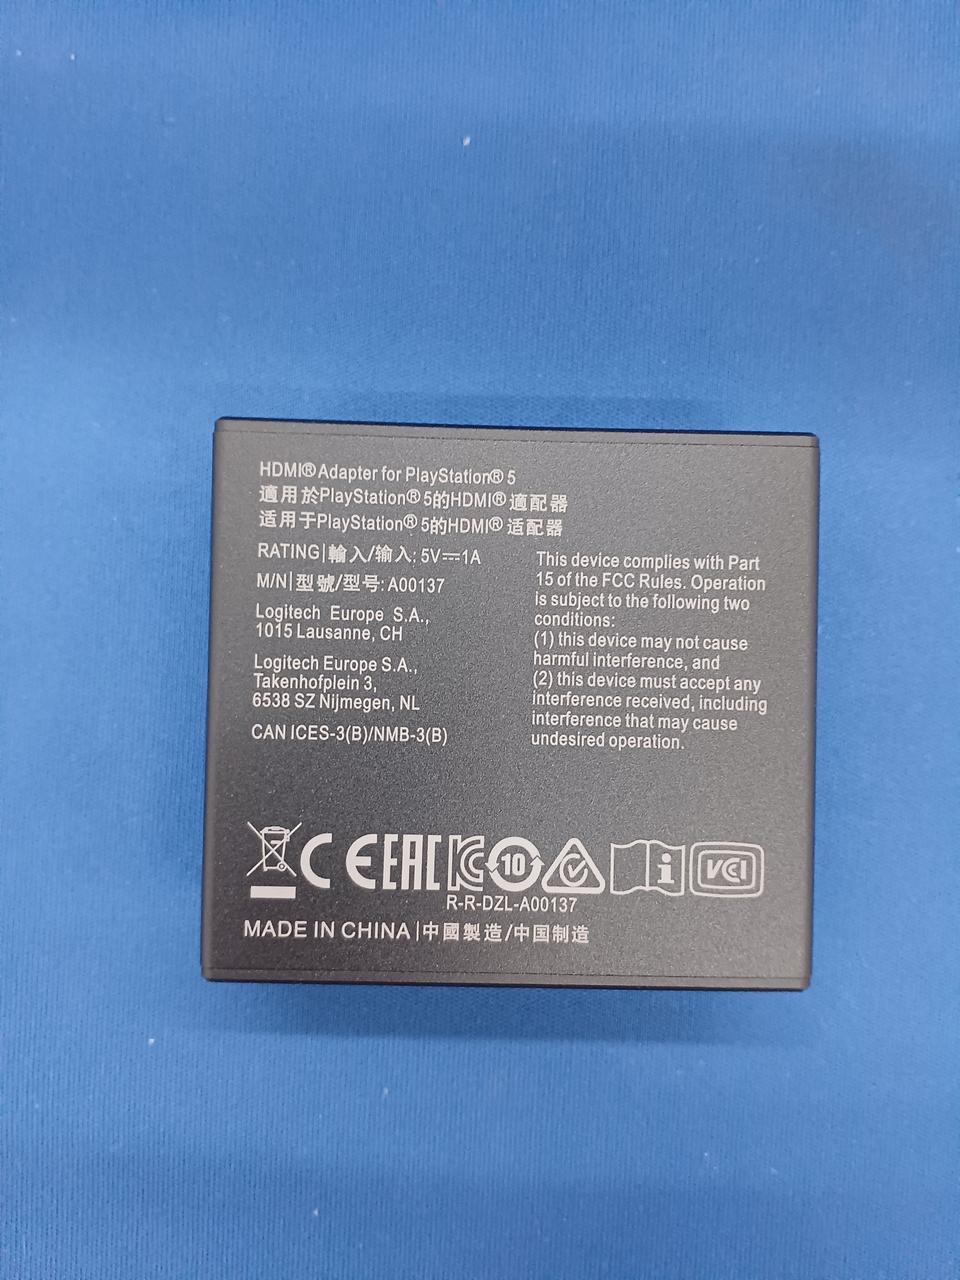 HDMI® Adapter for PlayStation® 5
適用於PlayStation® 5的HDMI® 適配器
适用于PlayStation® 5的HDMI® 适配器
RATING|輸入/输入: 5V⎓1A
M/N|型號/型号: A00137
Logitech Europe S.A.,
1015 Lausanne, CH
Logitech Europe S.A.,
Takenhofplein 3,
6538 SZ Nijmegen, NL
CAN ICES-3(B)/NMB-3(B)
This device complies with Part
15 of the FCC Rules. Operation
is subject to the following two
conditions:
(1) this device may not cause
harmful interference, and
(2) this device must accept any
interference received, including
interference that may cause
undesired operation.
CE EAC KC 10 i VCCI
R-R-DZL-A00137
MADE IN CHINA |中國製造/中国制造